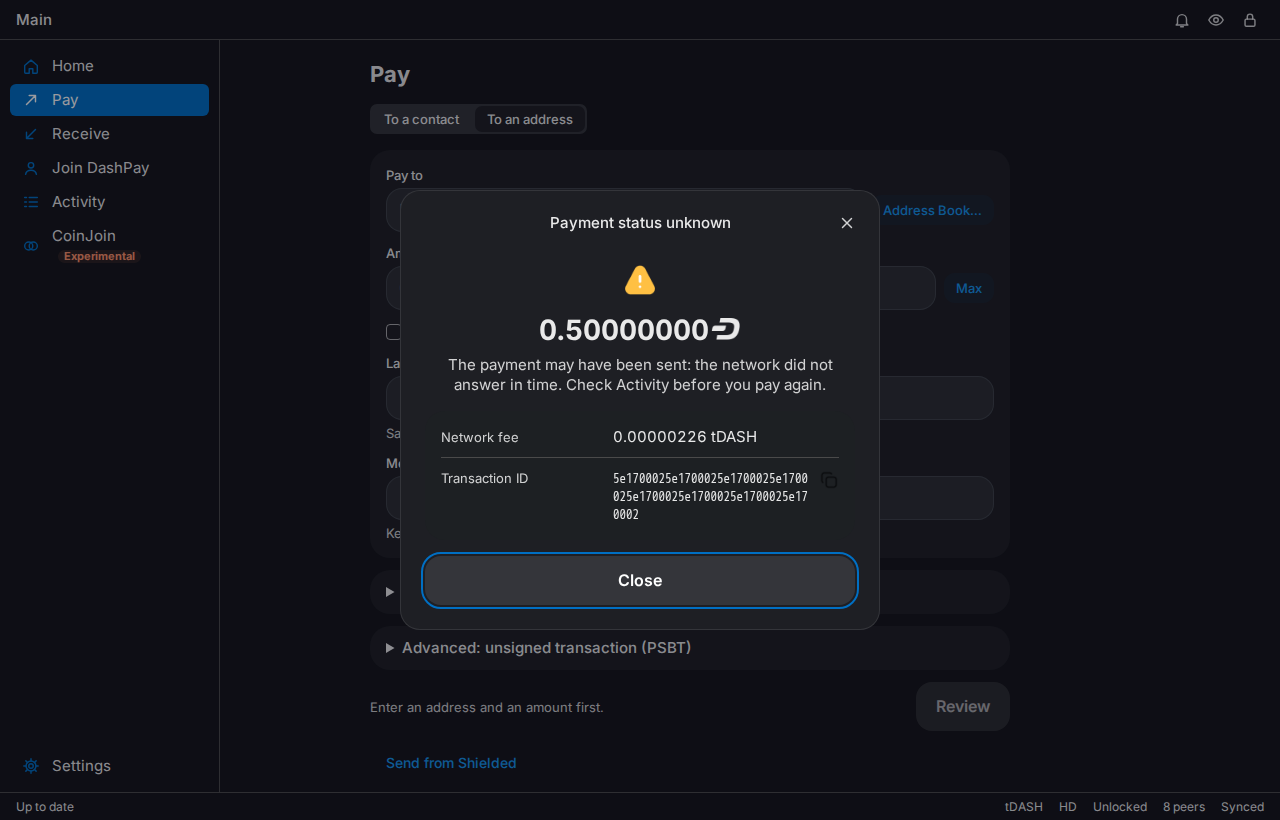 Main
Home
Pay
Receive
Join DashPay
Activity
CoinJoin
Experimental
Settings
Pay
To a contact
To an address
Pay to
Address Book...
Max
Payment status unknown
0.50000000
The payment may have been sent: the network did not
answer in time. Check Activity before you pay again.
Network fee
0.00000226 tDASH
Transaction ID
5e1700025e1700025e1700025e1700
025e1700025e1700025e1700025e17
0002
Close
Advanced: unsigned transaction (PSBT)
Enter an address and an amount first.
Review
Send from Shielded
Up to date
tDASH
HD
Unlocked
8 peers
Synced